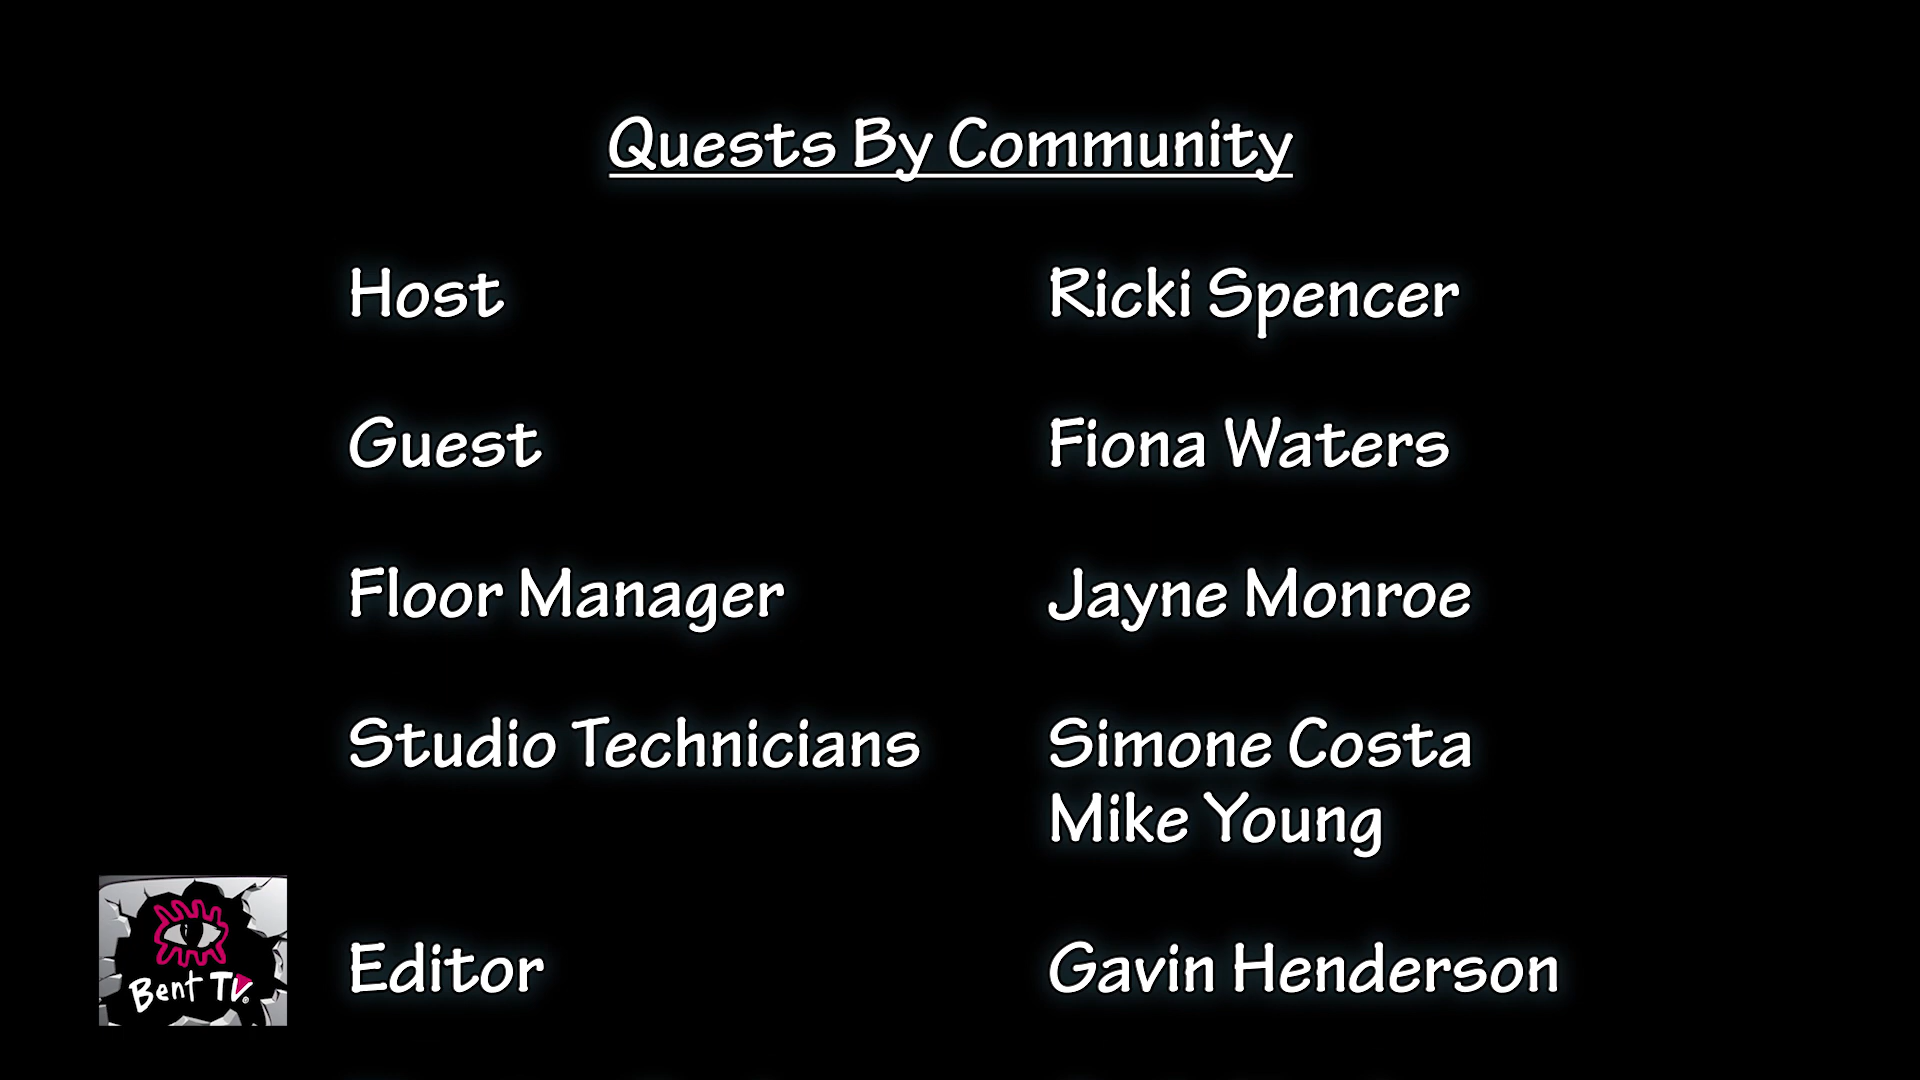 Quests By Community
Host Ricki Spencer
Guest Fiona Waters
Floor Manager Jayne Monroe
Studio Technicians Simone Costa
Mike Young
Editor Gavin Henderson
Bent TV